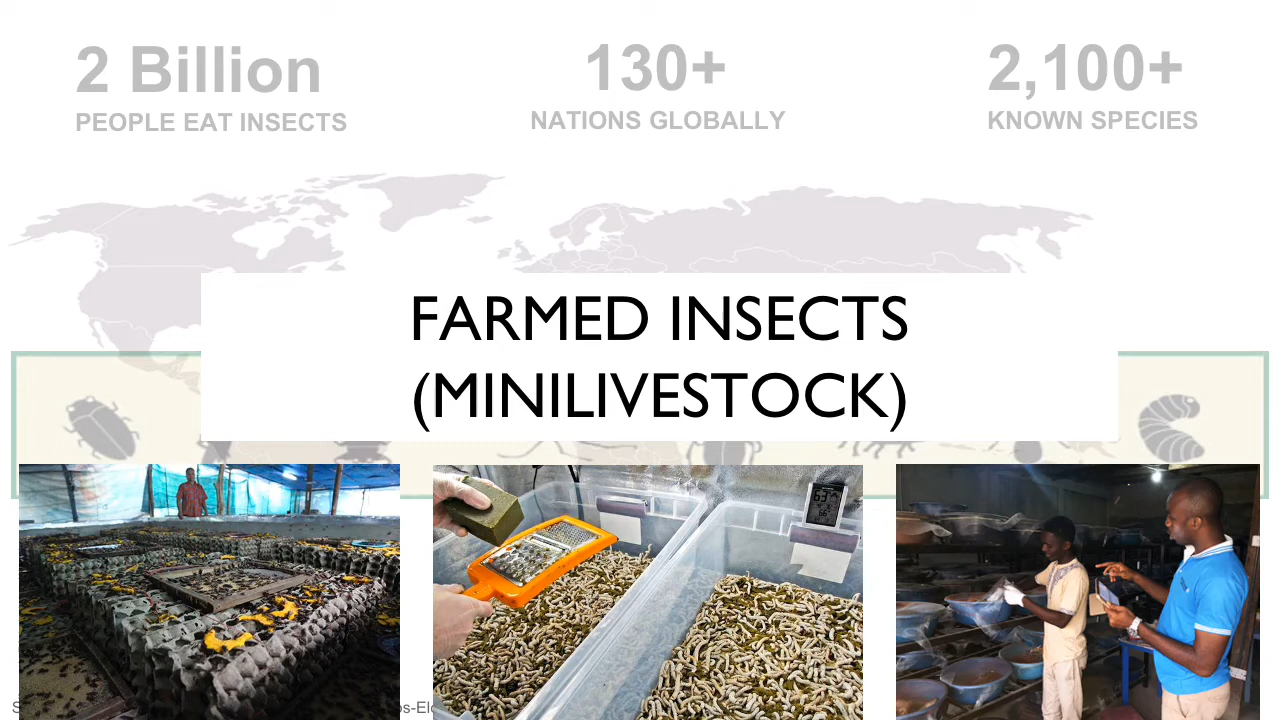 2 Billion
PEOPLE EAT INSECTS
130+
NATIONS GLOBALLY
2,100+
KNOWN SPECIES
FARMED INSECTS
(MINILIVESTOCK)